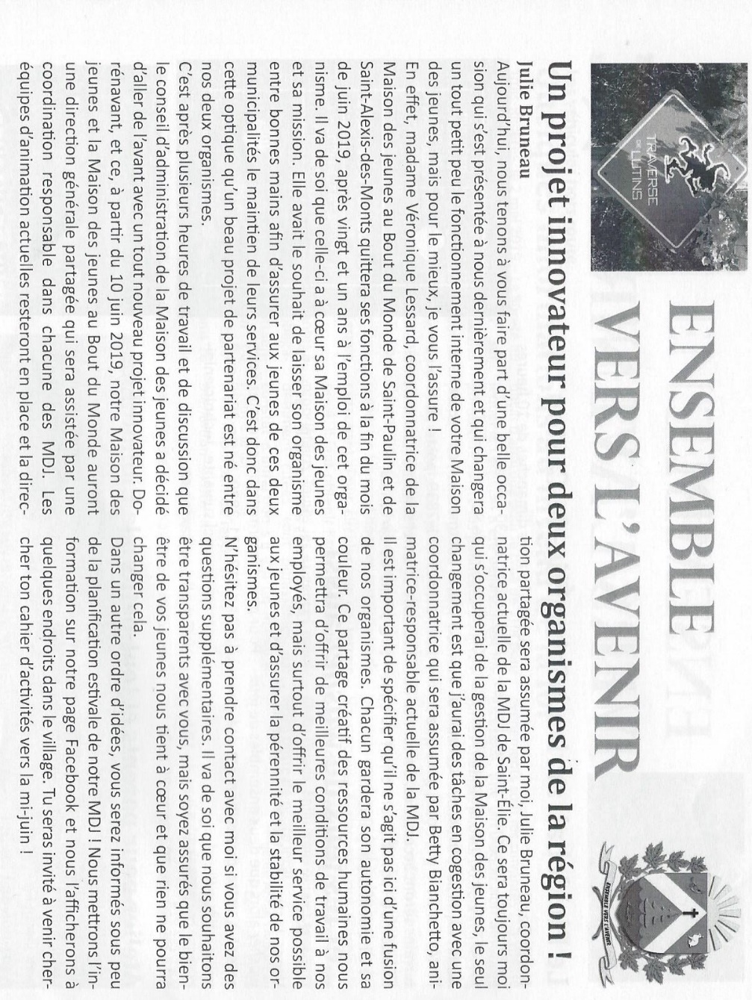 TRAVERSE
DE LUTINS
ENSEMBLE
VERS L'AVENIR
ENSEMBLE VERS L'AVENIR
Un projet innovateur pour deux organismes de la région !
Julie Bruneau
Aujourd'hui, nous tenons à vous faire part d'une belle occa-
sion qui s'est présentée à nous dernièrement et qui changera
un tout petit peu le fonctionnement interne de votre Maison
des jeunes, mais pour le mieux, je vous l'assure !
En effet, madame Véronique Lessard, coordonnatrice de la
Maison des jeunes au Bout du Monde de Saint-Paulin et de
Saint-Alexis-des-Monts quittera ses fonctions à la fin du mois
de juin 2019, après vingt et un ans à l'emploi de cet orga-
nisme. Il va de soi que celle-ci a à cœur sa Maison des jeunes
et sa mission. Elle avait le souhait de laisser son organisme
entre bonnes mains afin d'assurer aux jeunes de ces deux
municipalités le maintien de leurs services. C'est donc dans
cette optique qu'un beau projet de partenariat est né entre
nos deux organismes.
C'est après plusieurs heures de travail et de discussion que
le conseil d'administration de la Maison des jeunes a décidé
d'aller de l'avant avec un tout nouveau projet innovateur. Do-
rénavant, et ce, à partir du 10 juin 2019, notre Maison des
jeunes et la Maison des jeunes au Bout du Monde auront
une direction générale partagée qui sera assistée par une
coordination responsable dans chacune des MDJ. Les
équipes d'animation actuelles resteront en place et la direc-
tion partagée sera assumée par moi, Julie Bruneau, coordon-
natrice actuelle de la MDJ de Saint-Élie. Ce sera toujours moi
qui s'occuperai de la gestion de la Maison des jeunes, le seul
changement est que j'aurai des tâches en cogestion avec une
coordonnatrice qui sera assumée par Betty Bianchetto, ani-
matrice-responsable actuelle de la MDJ.
Il est important de spécifier qu'il ne s'agit pas ici d'une fusion
de nos organismes. Chacun gardera son autonomie et sa
couleur. Ce partage créatif des ressources humaines nous
permettra d'offrir de meilleures conditions de travail à nos
employés, mais surtout d'offrir le meilleur service possible
aux jeunes et d'assurer la pérennité et la stabilité de nos or-
ganismes.
N'hésitez pas à prendre contact avec moi si vous avez des
questions supplémentaires. Il va de soi que nous souhaitons
être transparents avec vous, mais soyez assurés que le bien-
être de vos jeunes nous tient à cœur et que rien ne pourra
changer cela.
Dans un autre ordre d'idées, vous serez informés sous peu
de la planification estivale de notre MDJ ! Nous mettrons l'in-
formation sur notre page Facebook et nous l'afficherons à
quelques endroits dans le village. Tu seras invité à venir cher-
cher ton cahier d'activités vers la mi-juin !